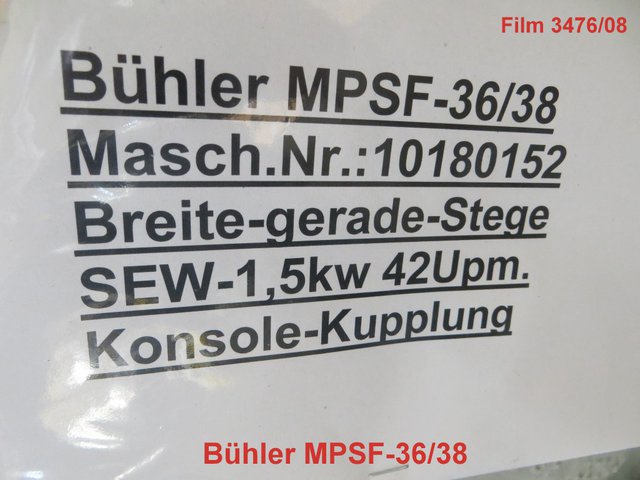 Film 3476/08
Bühler MPSF-36/38
Masch.Nr.:10180152
Breite-gerade-Stege
SEW-1,5kw 42Upm.
Konsole-Kupplung
Bühler MPSF-36/38